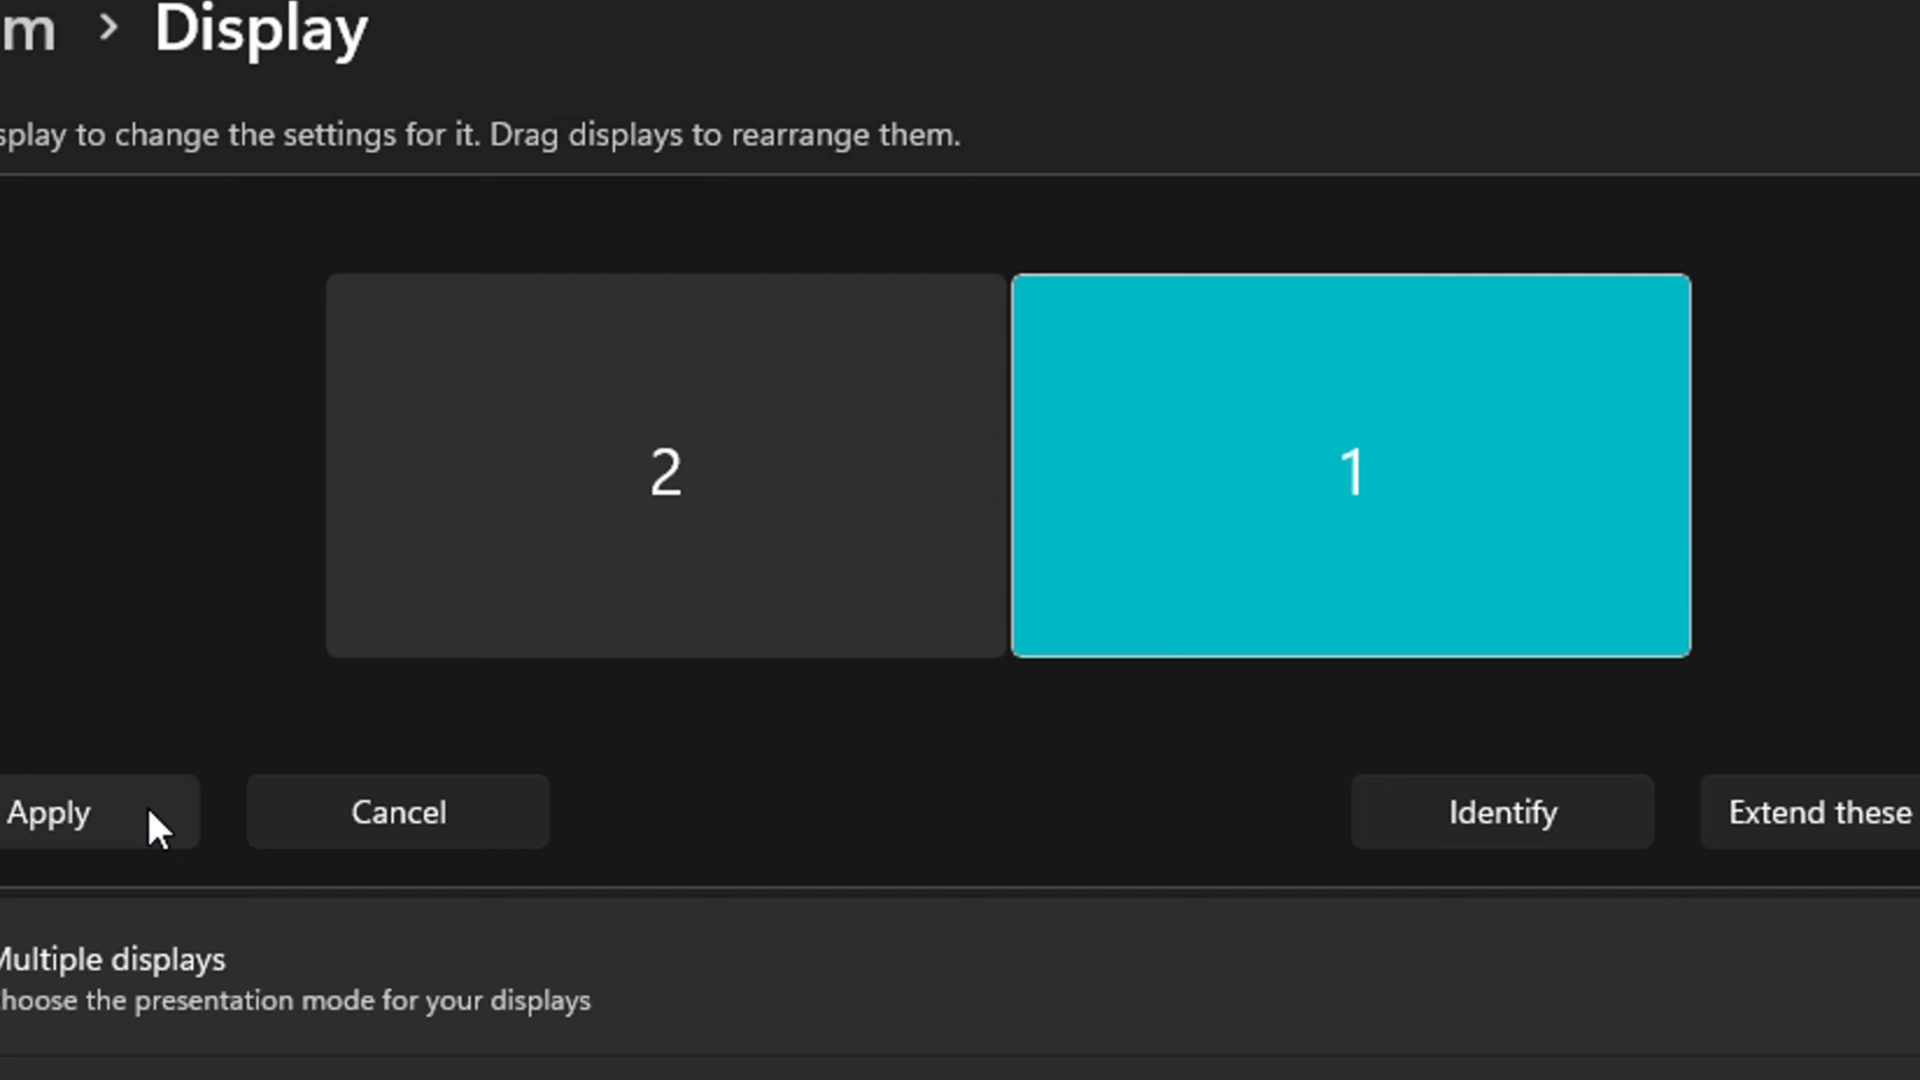 m > Display
splay to change the settings for it. Drag displays to rearrange them.
2
1
Apply
Cancel
Identify
Extend these
Multiple displays
hoose the presentation mode for your displays